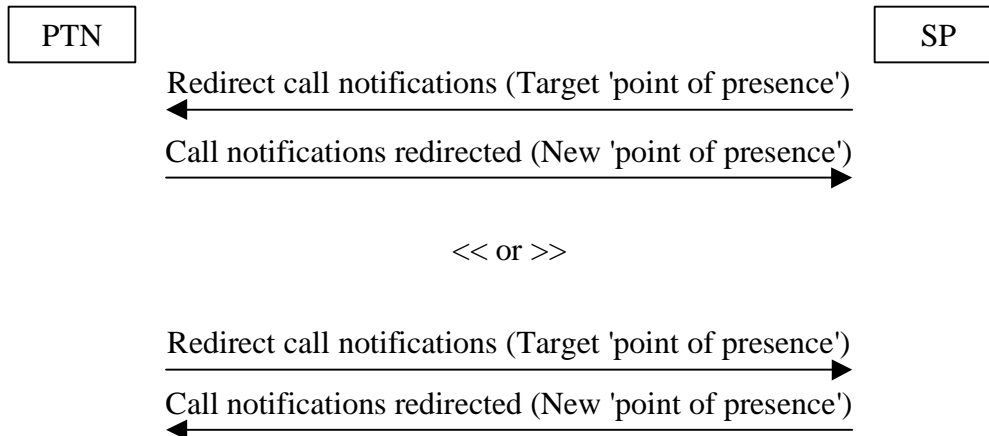 PTN
SP
Redirect call notifications (Target 'point of presence')
Call notifications redirected (New 'point of presence')
<< or >>
Redirect call notifications (Target 'point of presence')
Call notifications redirected (New 'point of presence')